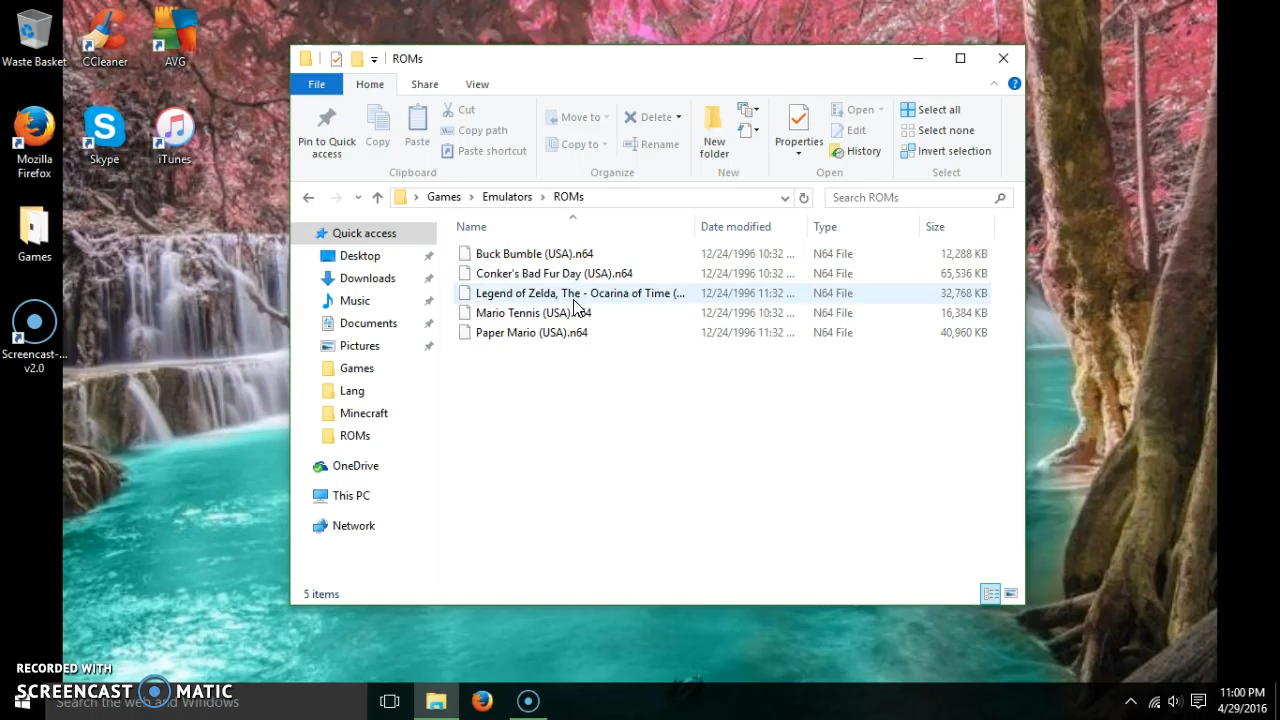 Waste Basket
CCleaner
AVG
Mozilla
Firefox
Skype
iTunes
Games
Screencast-...
v2.0
ROMs
File
Home
Share
View
Pin to Quick
access
Copy
Paste
Cut
Copy path
Paste shortcut
Clipboard
Move to
Copy to
Delete
Rename
Organize
New
folder
New
Properties
Open
Edit
History
Open
Select all
Select none
Invert selection
Select
Games > Emulators > ROMs
Search ROMs
Quick access
Desktop
Downloads
Music
Documents
Pictures
Games
Lang
Minecraft
ROMs
OneDrive
This PC
Network
Name Date modified Type Size
Buck Bumble (USA).n64 12/24/1996 10:32 ... N64 File 12,288 KB
Conker's Bad Fur Day (USA).n64 12/24/1996 10:32 ... N64 File 65,536 KB
Legend of Zelda, The - Ocarina of Time (... 12/24/1996 11:32 ... N64 File 32,768 KB
Mario Tennis (USA).n64 12/24/1996 10:32 ... N64 File 16,384 KB
Paper Mario (USA).n64 12/24/1996 11:32 ... N64 File 40,960 KB
5 items
RECORDED WITH
SCREENCAST MATIC
Search the web and Windows
11:00 PM
4/29/2016